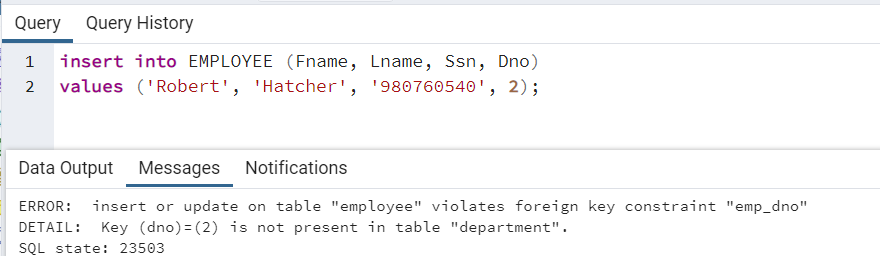 Query Query History
1 insert into EMPLOYEE (Fname, Lname, Ssn, Dno)
2 values ('Robert', 'Hatcher', '980760540', 2);
Data Output Messages Notifications
ERROR:  insert or update on table "employee" violates foreign key constraint "emp_dno"
DETAIL:  Key (dno)=(2) is not present in table "department".
SQL state: 23503